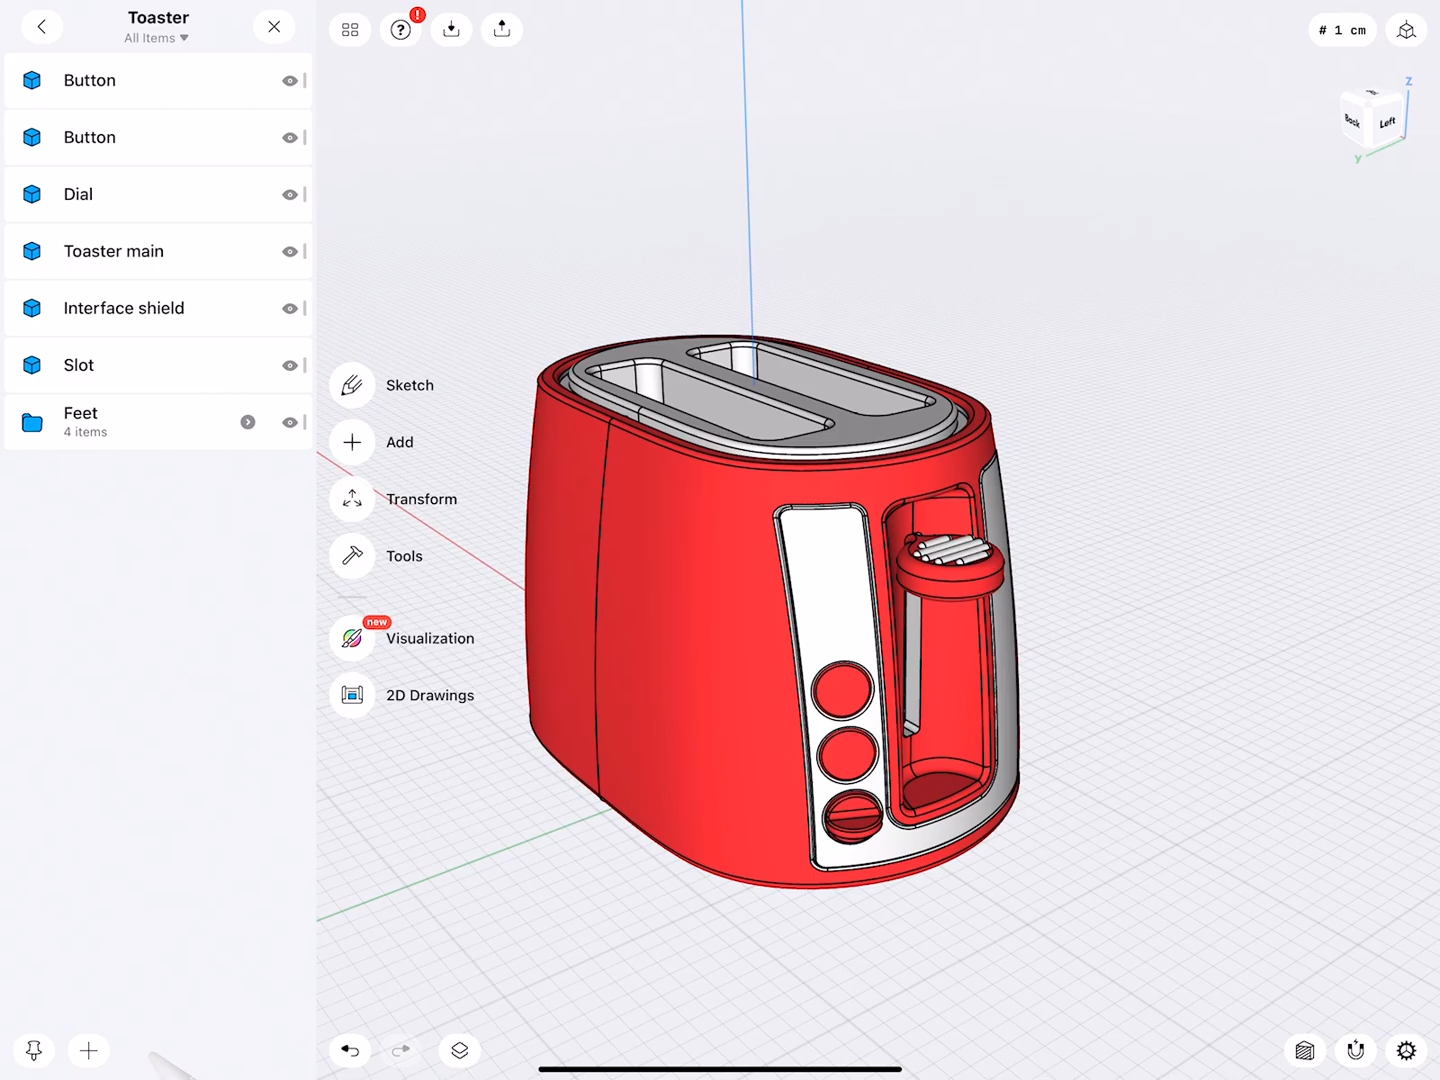 Toaster
All Items ▼
Button
Button
Dial
Toaster main
Interface shield
Slot
Feet
4 items
!
# 1 cm
Z
Back
Left
Y
Sketch
Add
Transform
Tools
new
Visualization
2D Drawings